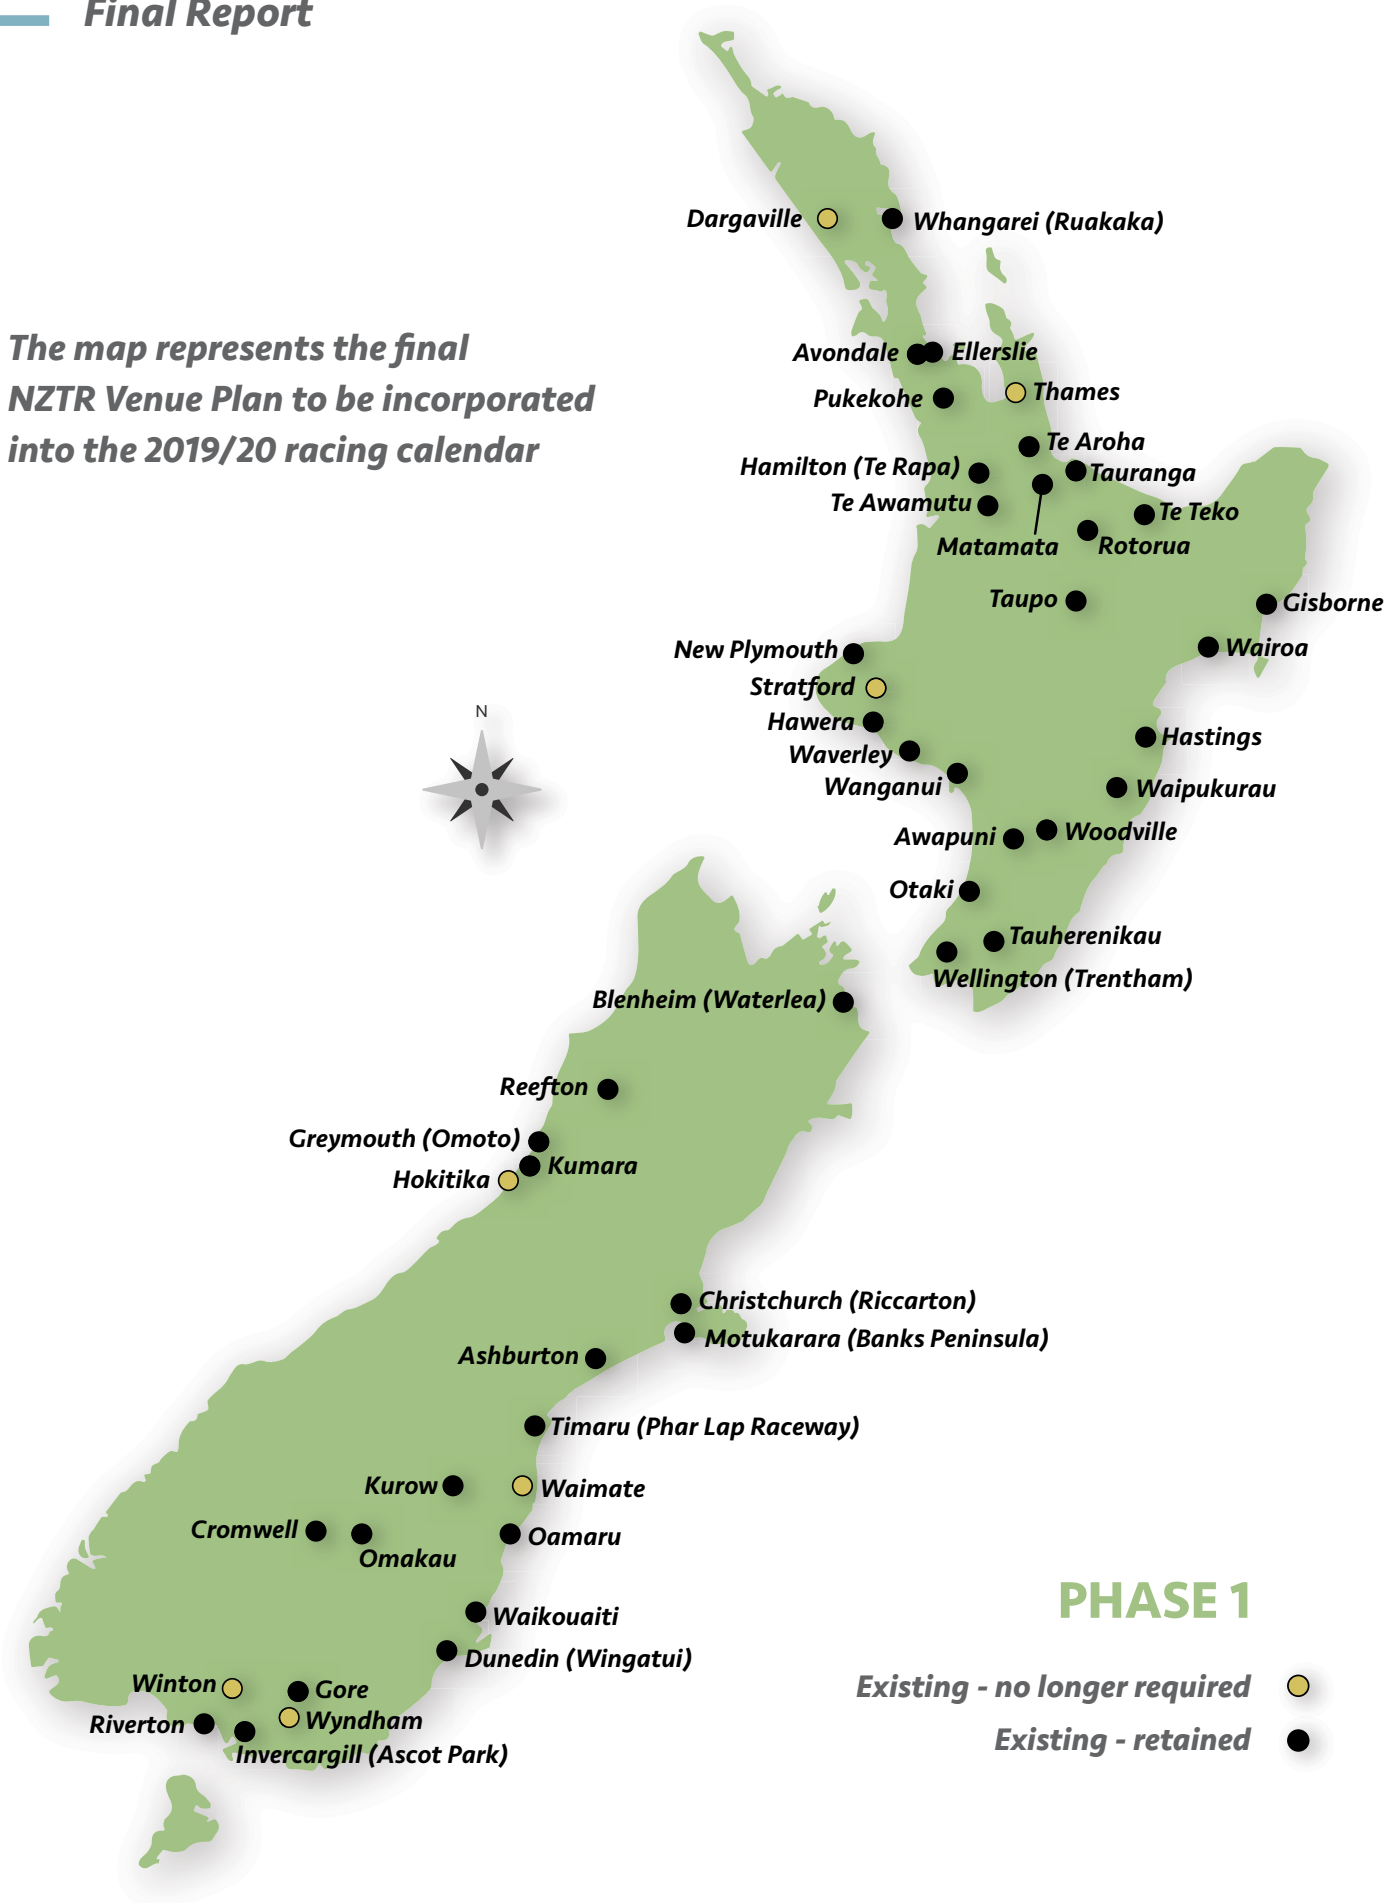 Final Report
The map represents the final
NZTR Venue Plan to be incorporated
into the 2019/20 racing calendar
Dargaville
Whangarei (Ruakaka)
Avondale
Ellerslie
Pukekohe
Thames
Te Aroha
Hamilton (Te Rapa)
Tauranga
Te Awamutu
Te Teko
Matamata
Rotorua
Taupo
Gisborne
New Plymouth
Wairoa
Stratford
Hawera
Hastings
Waverley
Wanganui
Waipukurau
Awapuni
Woodville
Otaki
Tauherenikau
Wellington (Trentham)
N
Blenheim (Waterlea)
Reefton
Greymouth (Omoto)
Kumara
Hokitika
Christchurch (Riccarton)
Motukarara (Banks Peninsula)
Ashburton
Timaru (Phar Lap Raceway)
Kurow
Waimate
Cromwell
Omakau
Oamaru
Waikouaiti
Dunedin (Wingatui)
Winton
Gore
Riverton
Wyndham
Invercargill (Ascot Park)
PHASE 1
Existing - no longer required
Existing - retained